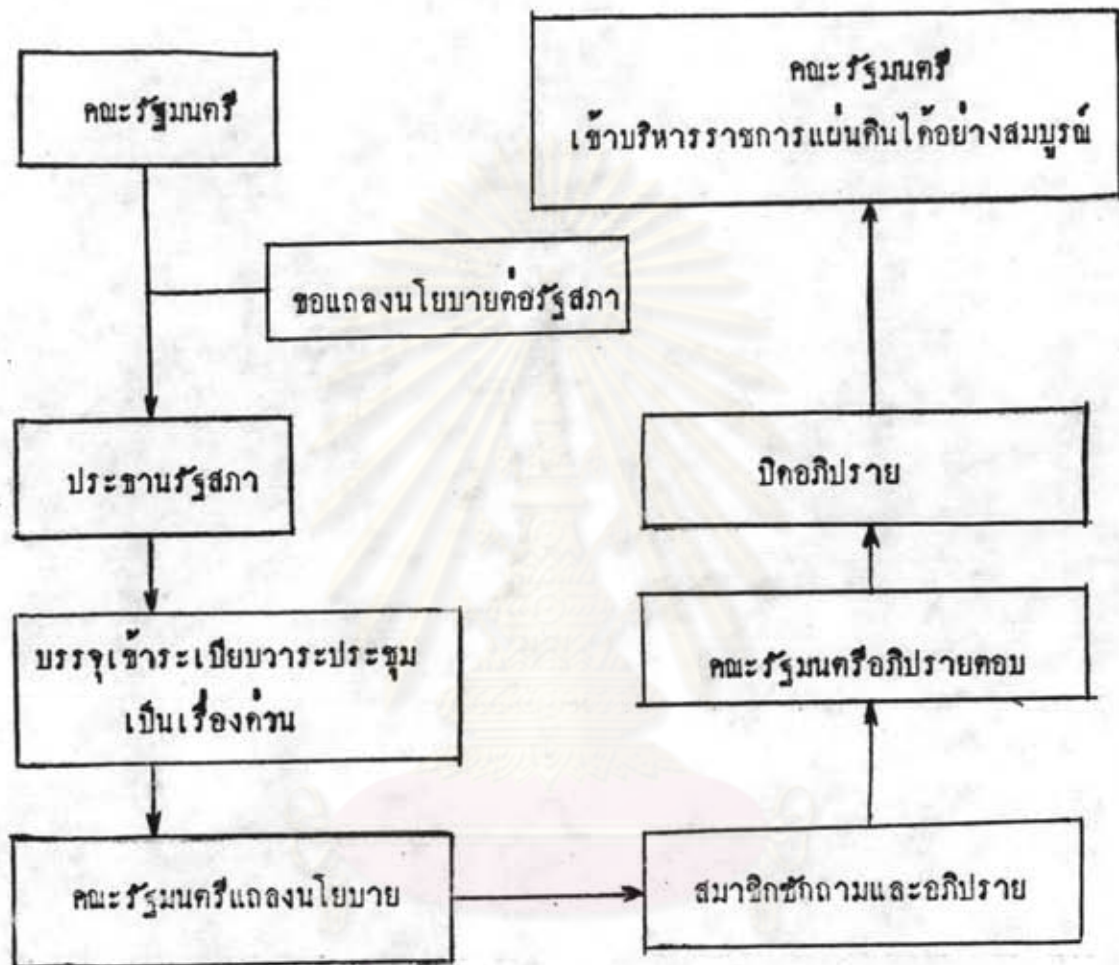 คณะรัฐมนตรี
ขอแถลงนโยบายต่อรัฐสภา
ประธานรัฐสภา
บรรจุเข้าระเบียบวาระประชุม
เป็นเรื่องด่วน
คณะรัฐมนตรีแถลงนโยบาย
สมาชิกซักถามและอภิปราย
คณะรัฐมนตรีอภิปรายตอบ
ปิดอภิปราย
คณะรัฐมนตรี
เข้าบริหารราชการแผ่นดินได้อย่างสมบูรณ์